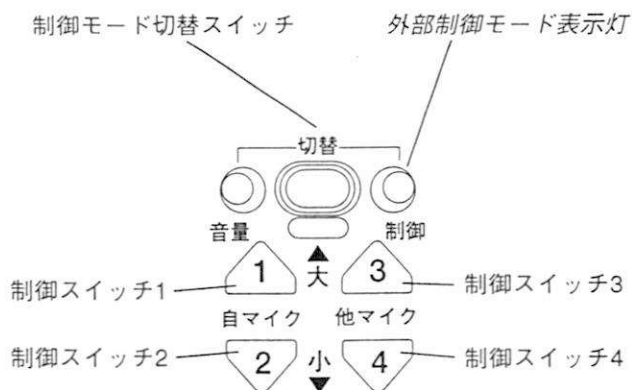 制御モード切替スイッチ 外部制御モード表示灯
切替
音量 制御
1 ▲ 3
大
制御スイッチ1 制御スイッチ3
自マイク 他マイク
制御スイッチ2 2 小 4 制御スイッチ4
▼